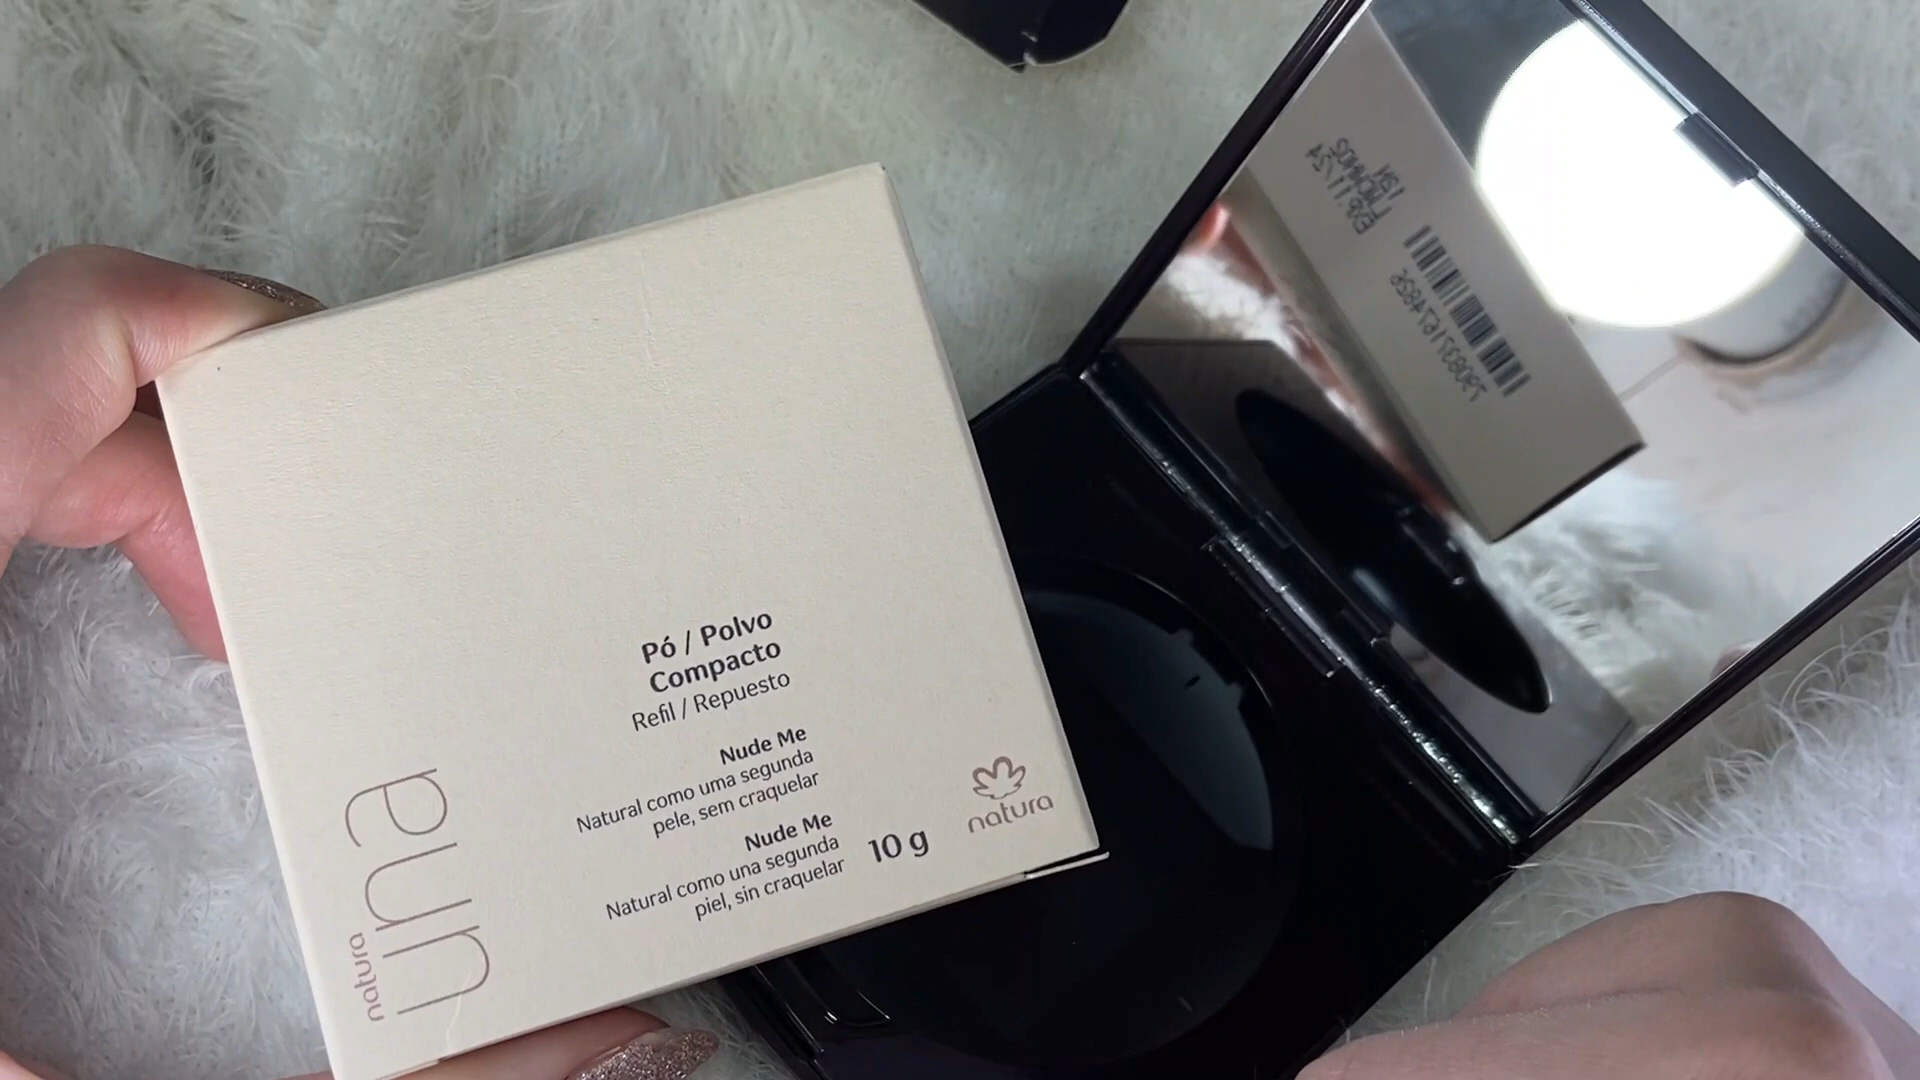 Pó / Polvo
Compacto
Refil / Repuesto
Nude Me
Natural como uma segunda
pele, sem craquelar
Nude Me
Natural como una segunda
piel, sin craquelar
10 g
natura
natura
una